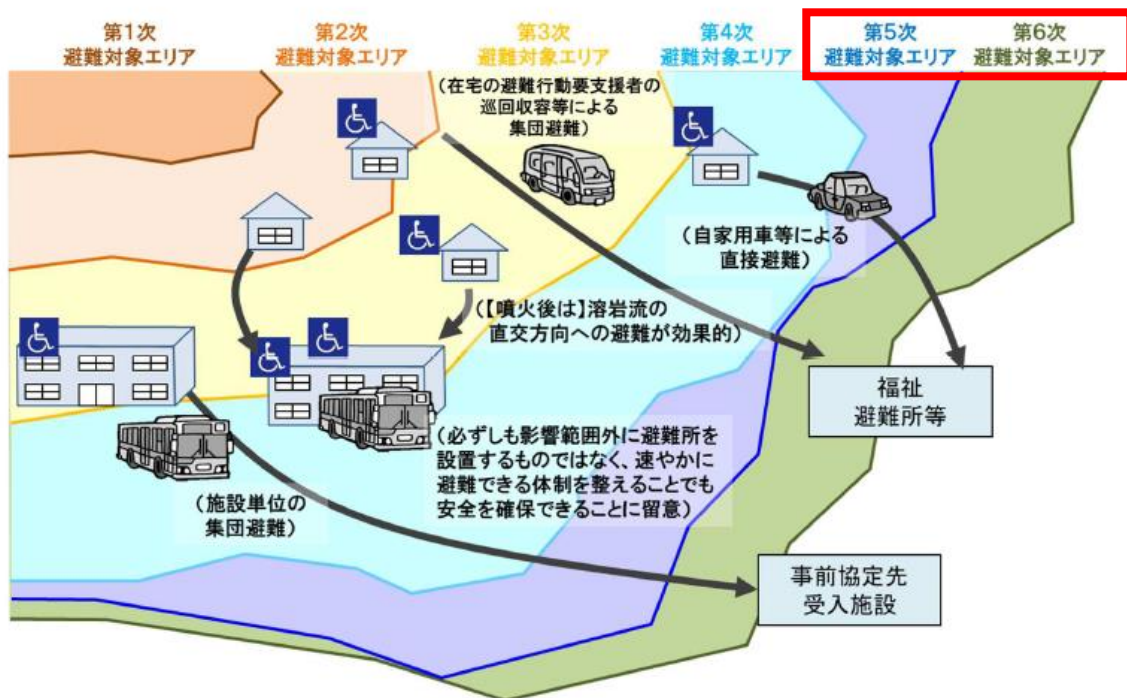 第1次
避難対象エリア
第2次
避難対象エリア
第3次
避難対象エリア
第4次
避難対象エリア
第5次
避難対象エリア
第6次
避難対象エリア
(在宅の避難行動要支援者の
巡回収容等による
集団避難)
(自家用車等による
直接避難)
(【噴火後は】溶岩流の
直交方向への避難が効果的)
福祉
避難所等
(必ずしも影響範囲外に避難所を
設置するものではなく、速やかに
避難できる体制を整えることでも
安全を確保できることに留意)
(施設単位の
集団避難)
事前協定先
受入施設